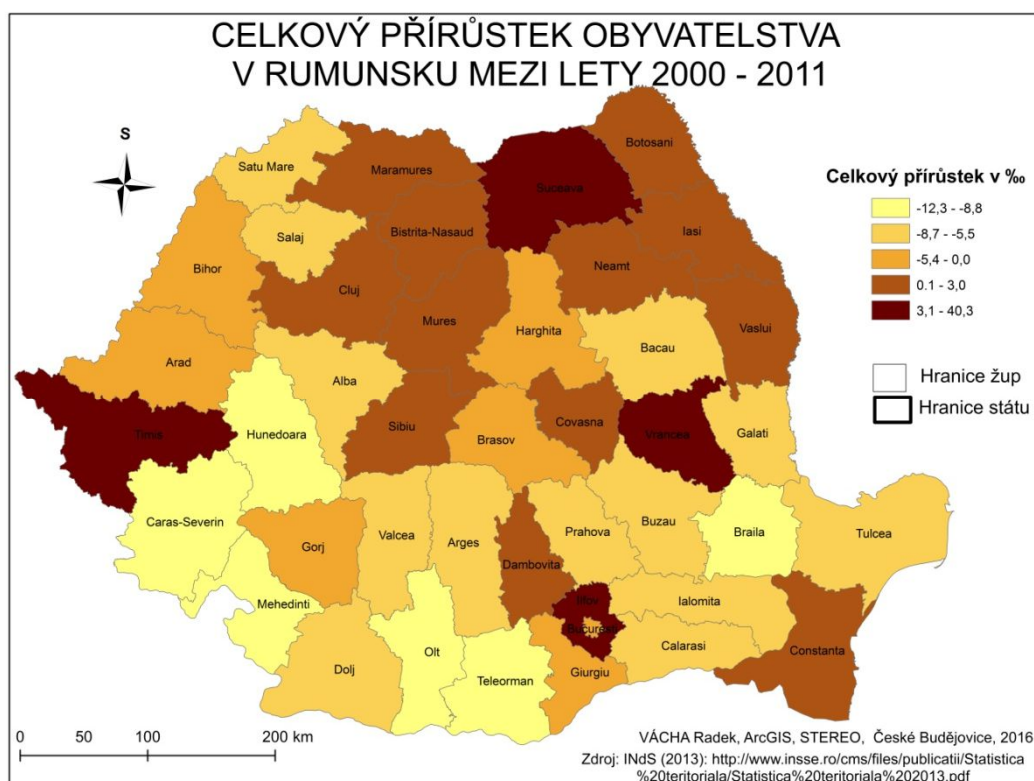 CELKOVÝ PŘÍRŮSTEK OBYVATELSTVA
V RUMUNSKU MEZI LETY 2000 - 2011
S
Botosani
Satu Mare
Maramures
Suceava
Celkový přírůstek v ‰
-12,3 - -8,8
-8,7 - -5,5
-5,4 - 0,0
0.1 - 3,0
3,1 - 40,3
Salaj
Bistrita-Nasaud
Iasi
Bihor
Neamt
Cluj
Mures
Harghita
Vaslui
Bacau
Arad
Alba
Hranice žup
Hranice státu
Timis
Hunedoara
Sibiu
Brasov
Covasna
Vrancea
Galati
Caras-Severin
Gorj
Valcea
Arges
Prahova
Buzau
Braila
Tulcea
Dambovita
Mehedinti
Ilfov
Ialomita
Bucuresti
Olt
Dolj
Teleorman
Giurgiu
Calarasi
Constanta
0 50 100 200 km
VÁCHA Radek, ArcGIS, STEREO, České Budějovice, 2016
Zdroj: INdS (2013): http://www.insse.ro/cms/files/publicatii/Statistica
%20teritoriala/Statistica%20teritoriala%202013.pdf